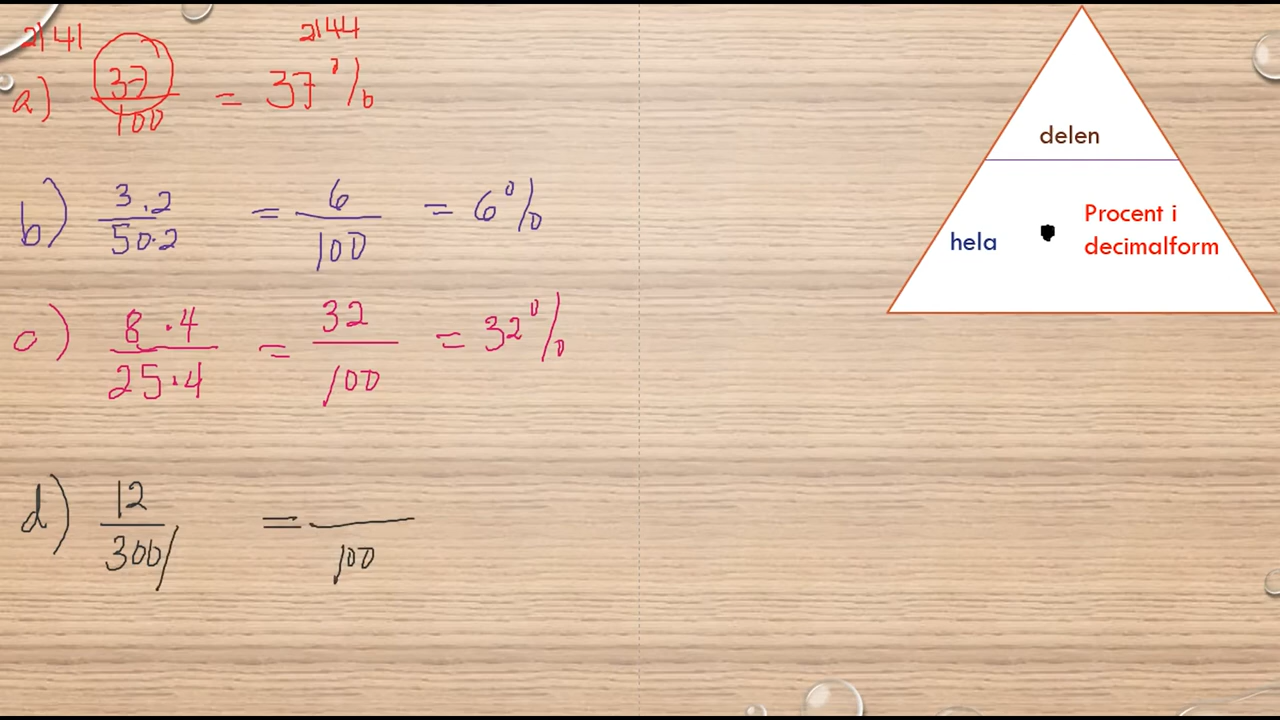 2141 2144
a) 37/100 = 37%
b) 3·2/50·2 = 6/100 = 6%
c) 8·4/25·4 = 32/100 = 32%
d) 12/300/ = /100
delen
hela · Procent i
decimalform